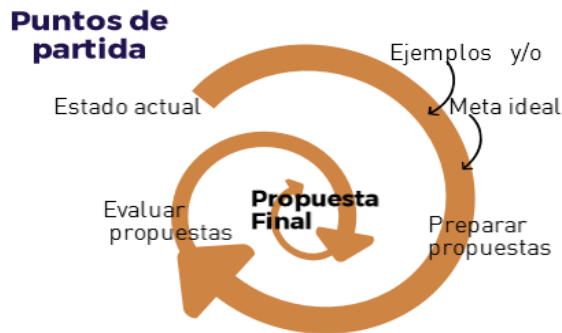 Puntos de
partida
Ejemplos y/o
Estado actual
Meta ideal
Propuesta
Final
Evaluar
propuestas
Preparar
propuestas